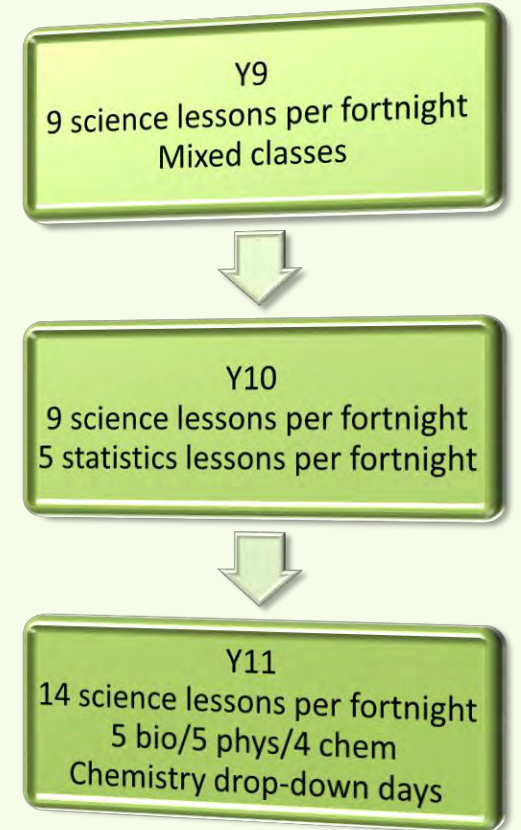 Y9
9 science lessons per fortnight
Mixed classes
Y10
9 science lessons per fortnight
5 statistics lessons per fortnight
Y11
14 science lessons per fortnight
5 bio/5 phys/4 chem
Chemistry drop-down days